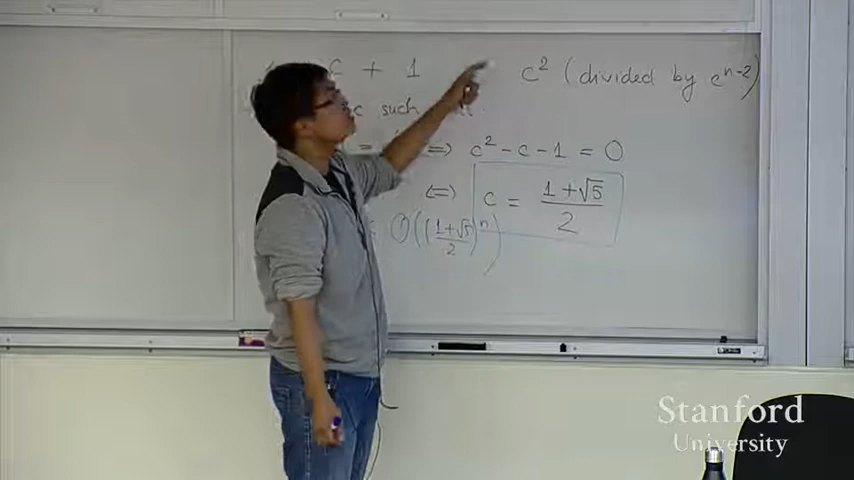 c + 1 c² (divided by cⁿ⁻²)
c such
= ⇔ c² - c - 1 = 0
⇔ c = (1+√5)/2
O(((1+√5)/2)ⁿ)
Stanford
University